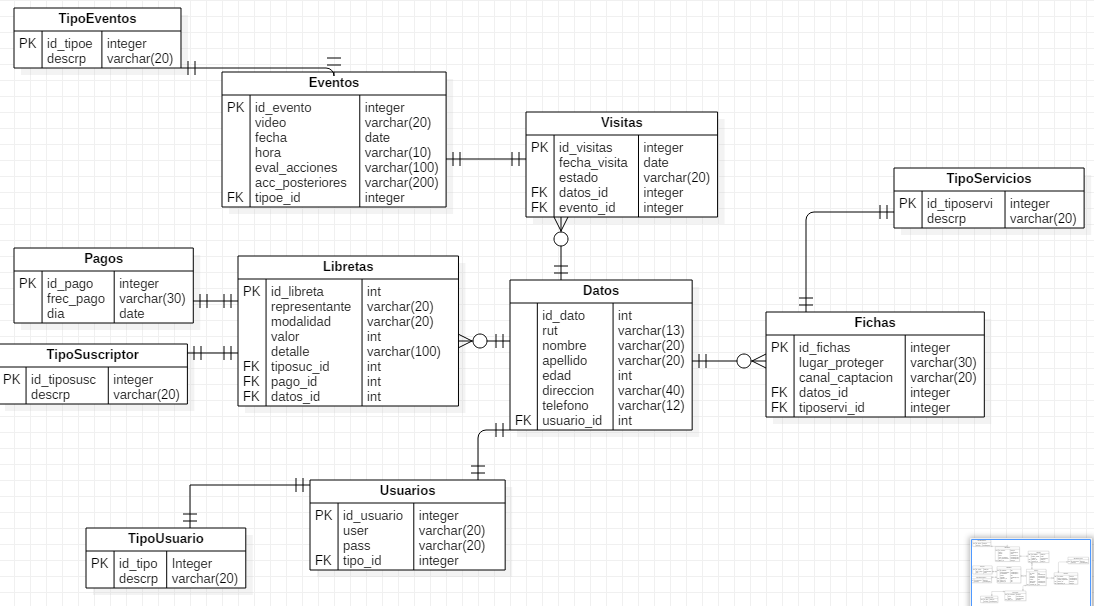 TipoEventos
PK id_tipoe integer
descrp varchar(20)
Eventos
PK id_evento integer
video varchar(20)
fecha date
hora varchar(10)
eval_acciones varchar(100)
acc_posteriores varchar(200)
FK tipoe_id integer
Visitas
PK id_visitas integer
fecha_visita date
estado varchar(20)
FK datos_id integer
FK evento_id integer
TipoServicios
PK id_tiposervi integer
descrp varchar(20)
Pagos
PK id_pago integer
frec_pago varchar(30)
dia date
Libretas
PK id_libreta int
representante varchar(20)
modalidad varchar(20)
valor int
detalle varchar(100)
FK tiposuc_id int
FK pago_id int
FK datos_id int
Datos
id_dato int
rut varchar(13)
nombre varchar(20)
apellido varchar(20)
edad int
direccion varchar(40)
telefono varchar(12)
FK usuario_id int
Fichas
PK id_fichas integer
lugar_proteger varchar(30)
canal_captacion varchar(20)
FK datos_id integer
FK tiposervi_id integer
TipoSuscriptor
PK id_tiposusc integer
descrp varchar(20)
Usuarios
PK id_usuario integer
user varchar(20)
pass varchar(20)
FK tipo_id integer
TipoUsuario
PK id_tipo Integer
descrp varchar(20)